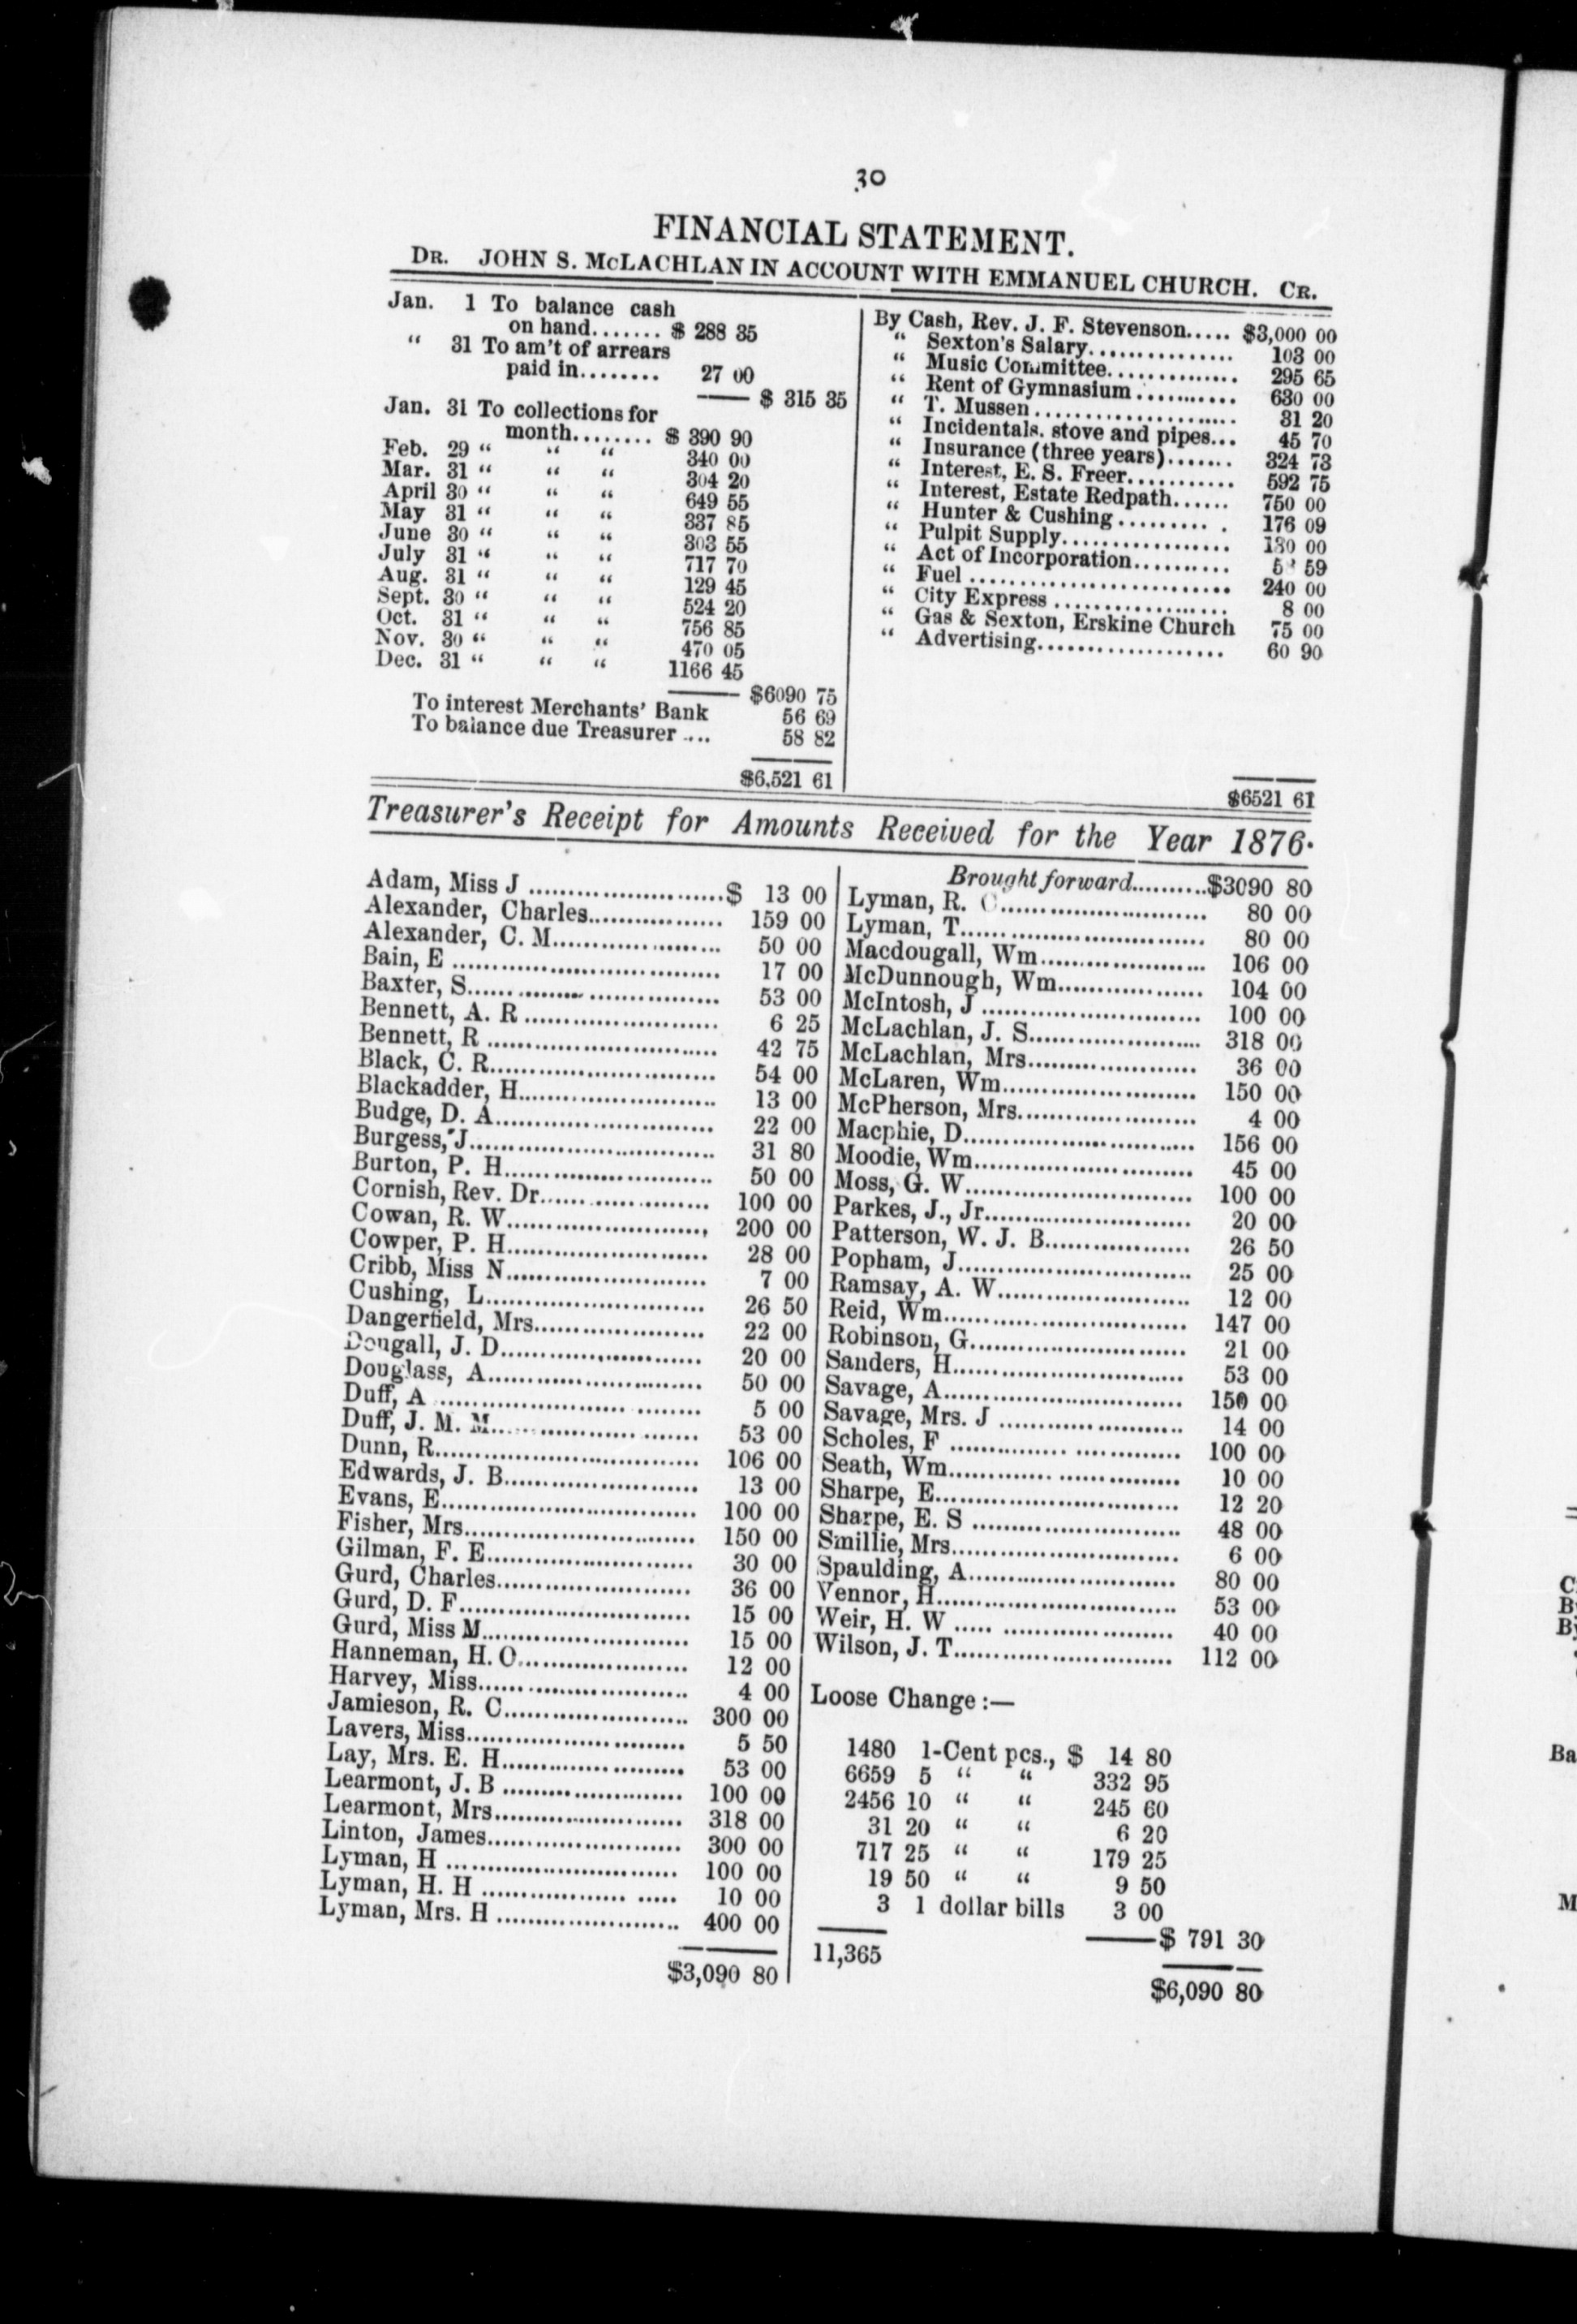 30
FINANCIAL STATEMENT.
DR. JOHN S. McLACHLAN IN ACCOUNT WITH EMMANUEL CHURCH. CR.
Jan. 1 To balance cash
on hand....... $ 288 35
" 31 To am't of arrears
paid in........ 27 00
$ 315 35
Jan. 31 To collections for
month........ $ 390 90
Feb. 29 " " " 340 00
Mar. 31 " " " 304 20
April 30 " " " 649 55
May 31 " " " 337 85
June 30 " " " 303 55
July 31 " " " 717 70
Aug. 31 " " " 129 45
Sept. 30 " " " 524 20
Oct. 31 " " " 756 85
Nov. 30 " " " 470 05
Dec. 31 " " " 1166 45
$6090 75
To interest Merchants' Bank 56 69
To balance due Treasurer .... 58 82
$6,521 61
By Cash, Rev. J. F. Stevenson..... $3,000 00
" Sexton's Salary............... 103 00
" Music Committee.............. 295 65
" Rent of Gymnasium ........... 630 00
" T. Mussen..................... 31 20
" Incidentals. stove and pipes... 45 70
" Insurance (three years)....... 324 73
" Interest, E. S. Freer........... 592 75
" Interest, Estate Redpath...... 750 00
" Hunter & Cushing ......... . 176 09
" Pulpit Supply................. 130 00
" Act of Incorporation.......... 59
" Fuel .......................... 240 00
" City Express ................. 8 00
" Gas & Sexton, Erskine Church 75 00
" Advertising................... 60 90
$6521 61
Treasurer's Receipt for Amounts Received for the Year 1876.
Adam, Miss J ........................$ 13 00
Alexander, Charles................. 159 00
Alexander, C. M..................... 50 00
Bain, E .................................. 17 00
Baxter, S................................ 53 00
Bennett, A. R ......................... 6 25
Bennett, R ............................. 42 75
Black, C. R............................. 54 00
Blackadder, H......................... 13 00
Budge, D. A............................ 22 00
Burgess, J............................... 31 80
Burton, P. H........................... 50 00
Cornish, Rev. Dr...................... 100 00
Cowan, R. W.......................... 200 00
Cowper, P. H.......................... 28 00
Cribb, Miss N.......................... 7 00
Cushing, L............................. 26 50
Dangerfield, Mrs...................... 22 00
Dougall, J. D.......................... 20 00
Douglass, A............................ 50 00
Duff, A .................................. 5 00
Duff, J. M. M.......................... 53 00
Dunn, R................................. 106 00
Edwards, J. B......................... 13 00
Evans, E................................ 100 00
Fisher, Mrs............................. 150 00
Gilman, F. E........................... 30 00
Gurd, Charles......................... 36 00
Gurd, D. F............................. 15 00
Gurd, Miss M.......................... 15 00
Hanneman, H. O...................... 12 00
Harvey, Miss........................... 4 00
Jamieson, R. C........................ 300 00
Lavers, Miss............................ 5 50
Lay, Mrs. E. H........................ 53 00
Learmont, J. B ....................... 100 00
Learmont, Mrs........................ 318 00
Linton, James......................... 300 00
Lyman, H .............................. 100 00
Lyman, H. H .................. ..... 10 00
Lyman, Mrs. H ....................... 400 00
$3,090 80
Brought forward..........$3090 80
Lyman, R. C........................... 80 00
Lyman, T............................... 80 00
Macdougall, Wm..................... 106 00
McDunnough, Wm.................. 104 00
McIntosh, J ............................ 100 00
McLachlan, J. S...................... 318 00
McLachlan, Mrs...................... 36 00
McLaren, Wm......................... 150 00
McPherson, Mrs...................... 4 00
Macphie, D............................. 156 00
Moodie, Wm............................ 45 00
Moss, G. W............................. 100 00
Parkes, J., Jr........................... 20 00
Patterson, W. J. B................... 26 50
Popham, J.............................. 25 00
Ramsay, A. W......................... 12 00
Reid, Wm............................... 147 00
Robinson, G............................ 21 00
Sanders, H.............................. 53 00
Savage, A............................... 150 00
Savage, Mrs. J ........................ 14 00
Scholes, F .............................. 100 00
Seath, Wm.............................. 10 00
Sharpe, E................................ 12 20
Sharpe, E. S ........................... 48 00
Smillie, Mrs............................. 6 00
Spaulding, A........................... 80 00
Vennor, H............................... 53 00
Weir, H. W ..... ...................... 40 00
Wilson, J. T............................ 112 00
Loose Change :—
1480 1-Cent pcs., $ 14 80
6659 5 " " 332 95
2456 10 " " 245 60
31 20 " " 6 20
717 25 " " 179 25
19 50 " " 9 50
3 1 dollar bills 3 00
$ 791 30
11,365
$6,090 80
Ba